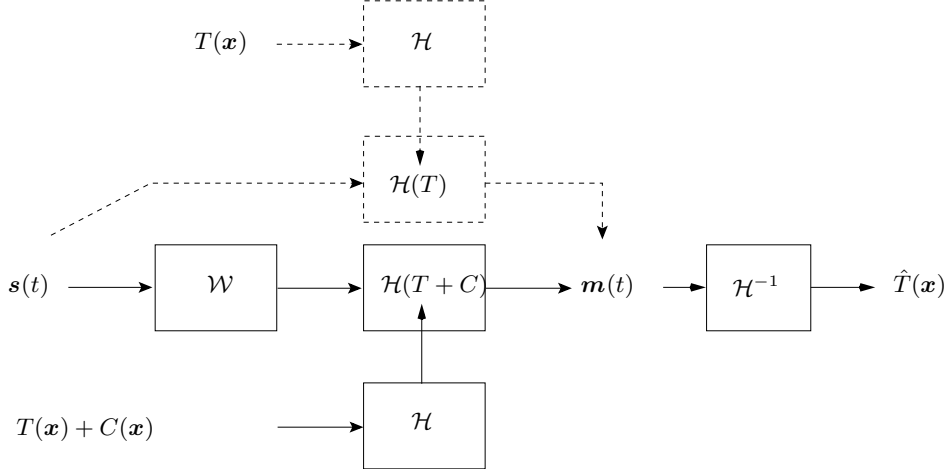 T(𝒙)
ℋ
ℋ(T)
𝒔(t)
𝒲
ℋ(T + C)
𝒎(t)
ℋ⁻¹
T̂(𝒙)
T(𝒙) + C(𝒙)
ℋ